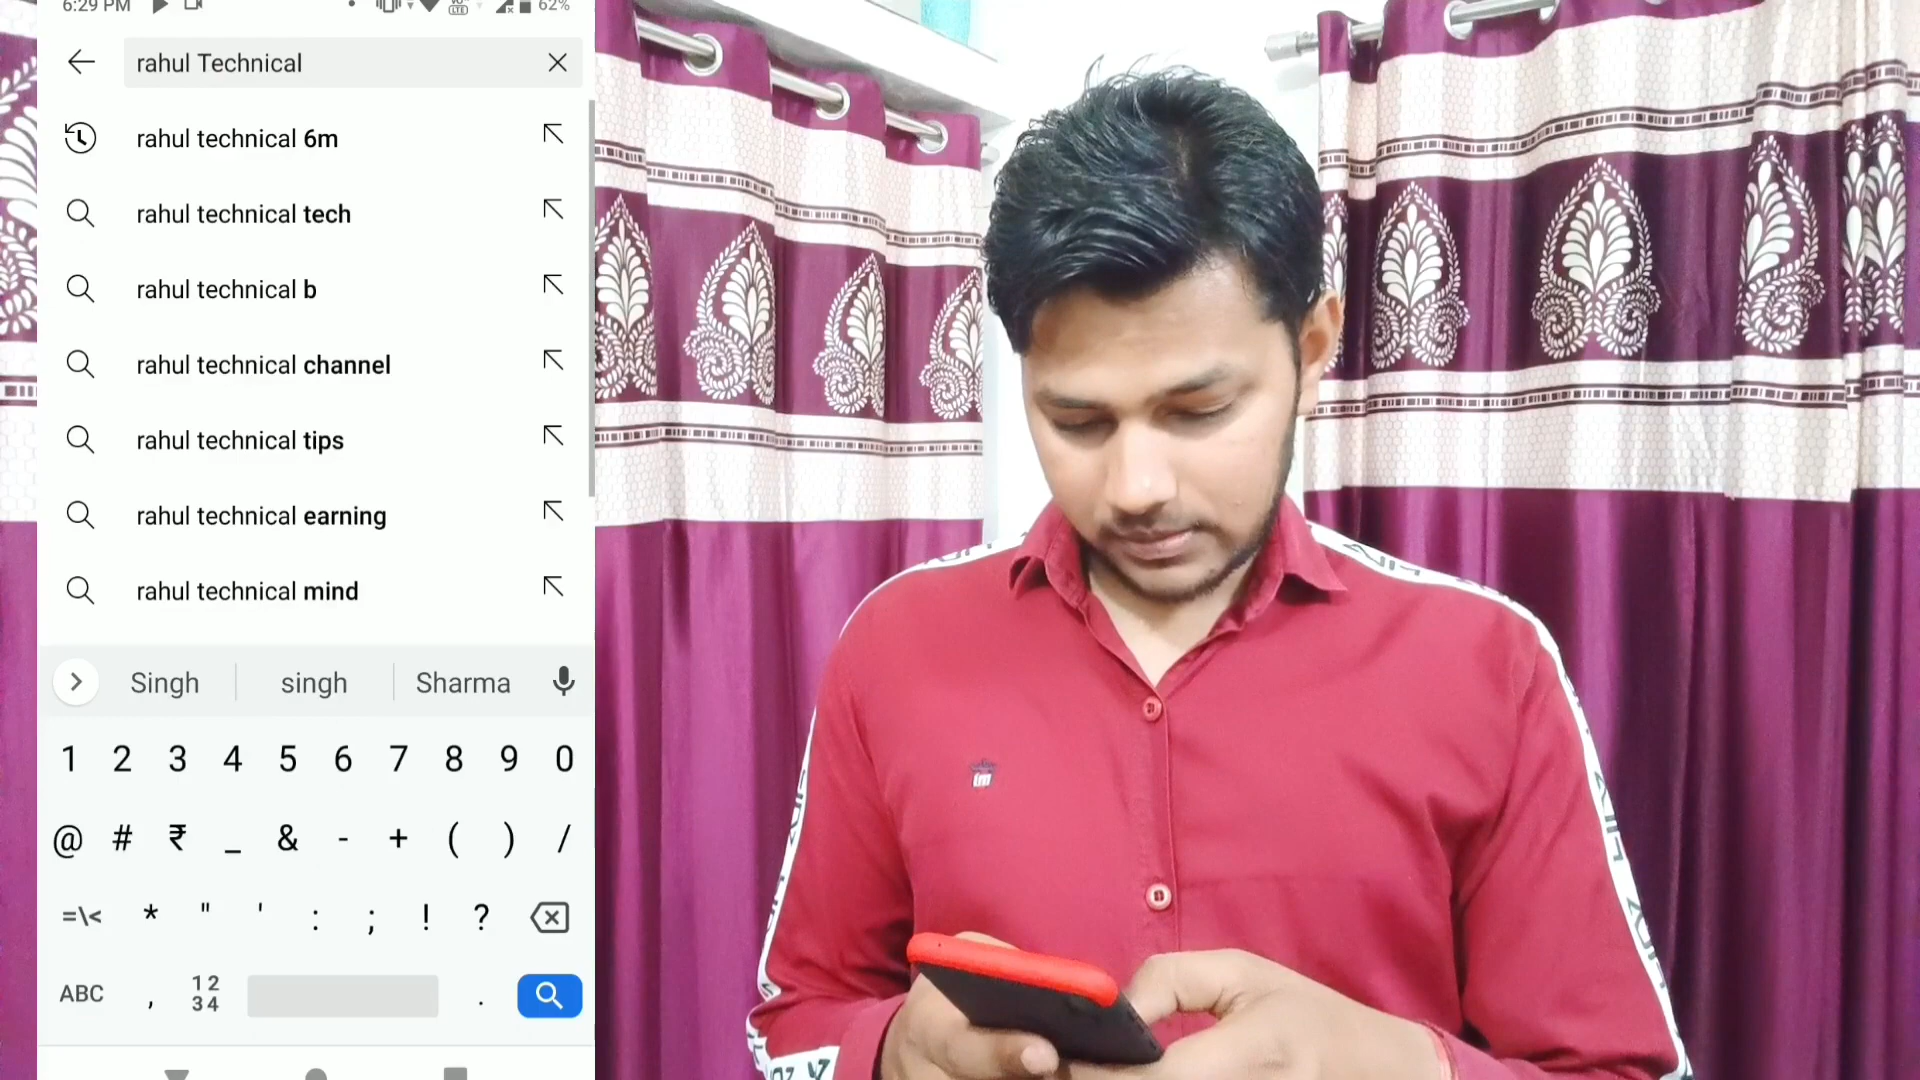 6:29 PM 62%
rahul Technical
rahul technical 6m
rahul technical tech
rahul technical b
rahul technical channel
rahul technical tips
rahul technical earning
rahul technical mind
Singh singh Sharma
1 2 3 4 5 6 7 8 9 0
@ # ₹ _ & - + ( ) /
=\< * " ' : ; ! ?
ABC , 12 34 .